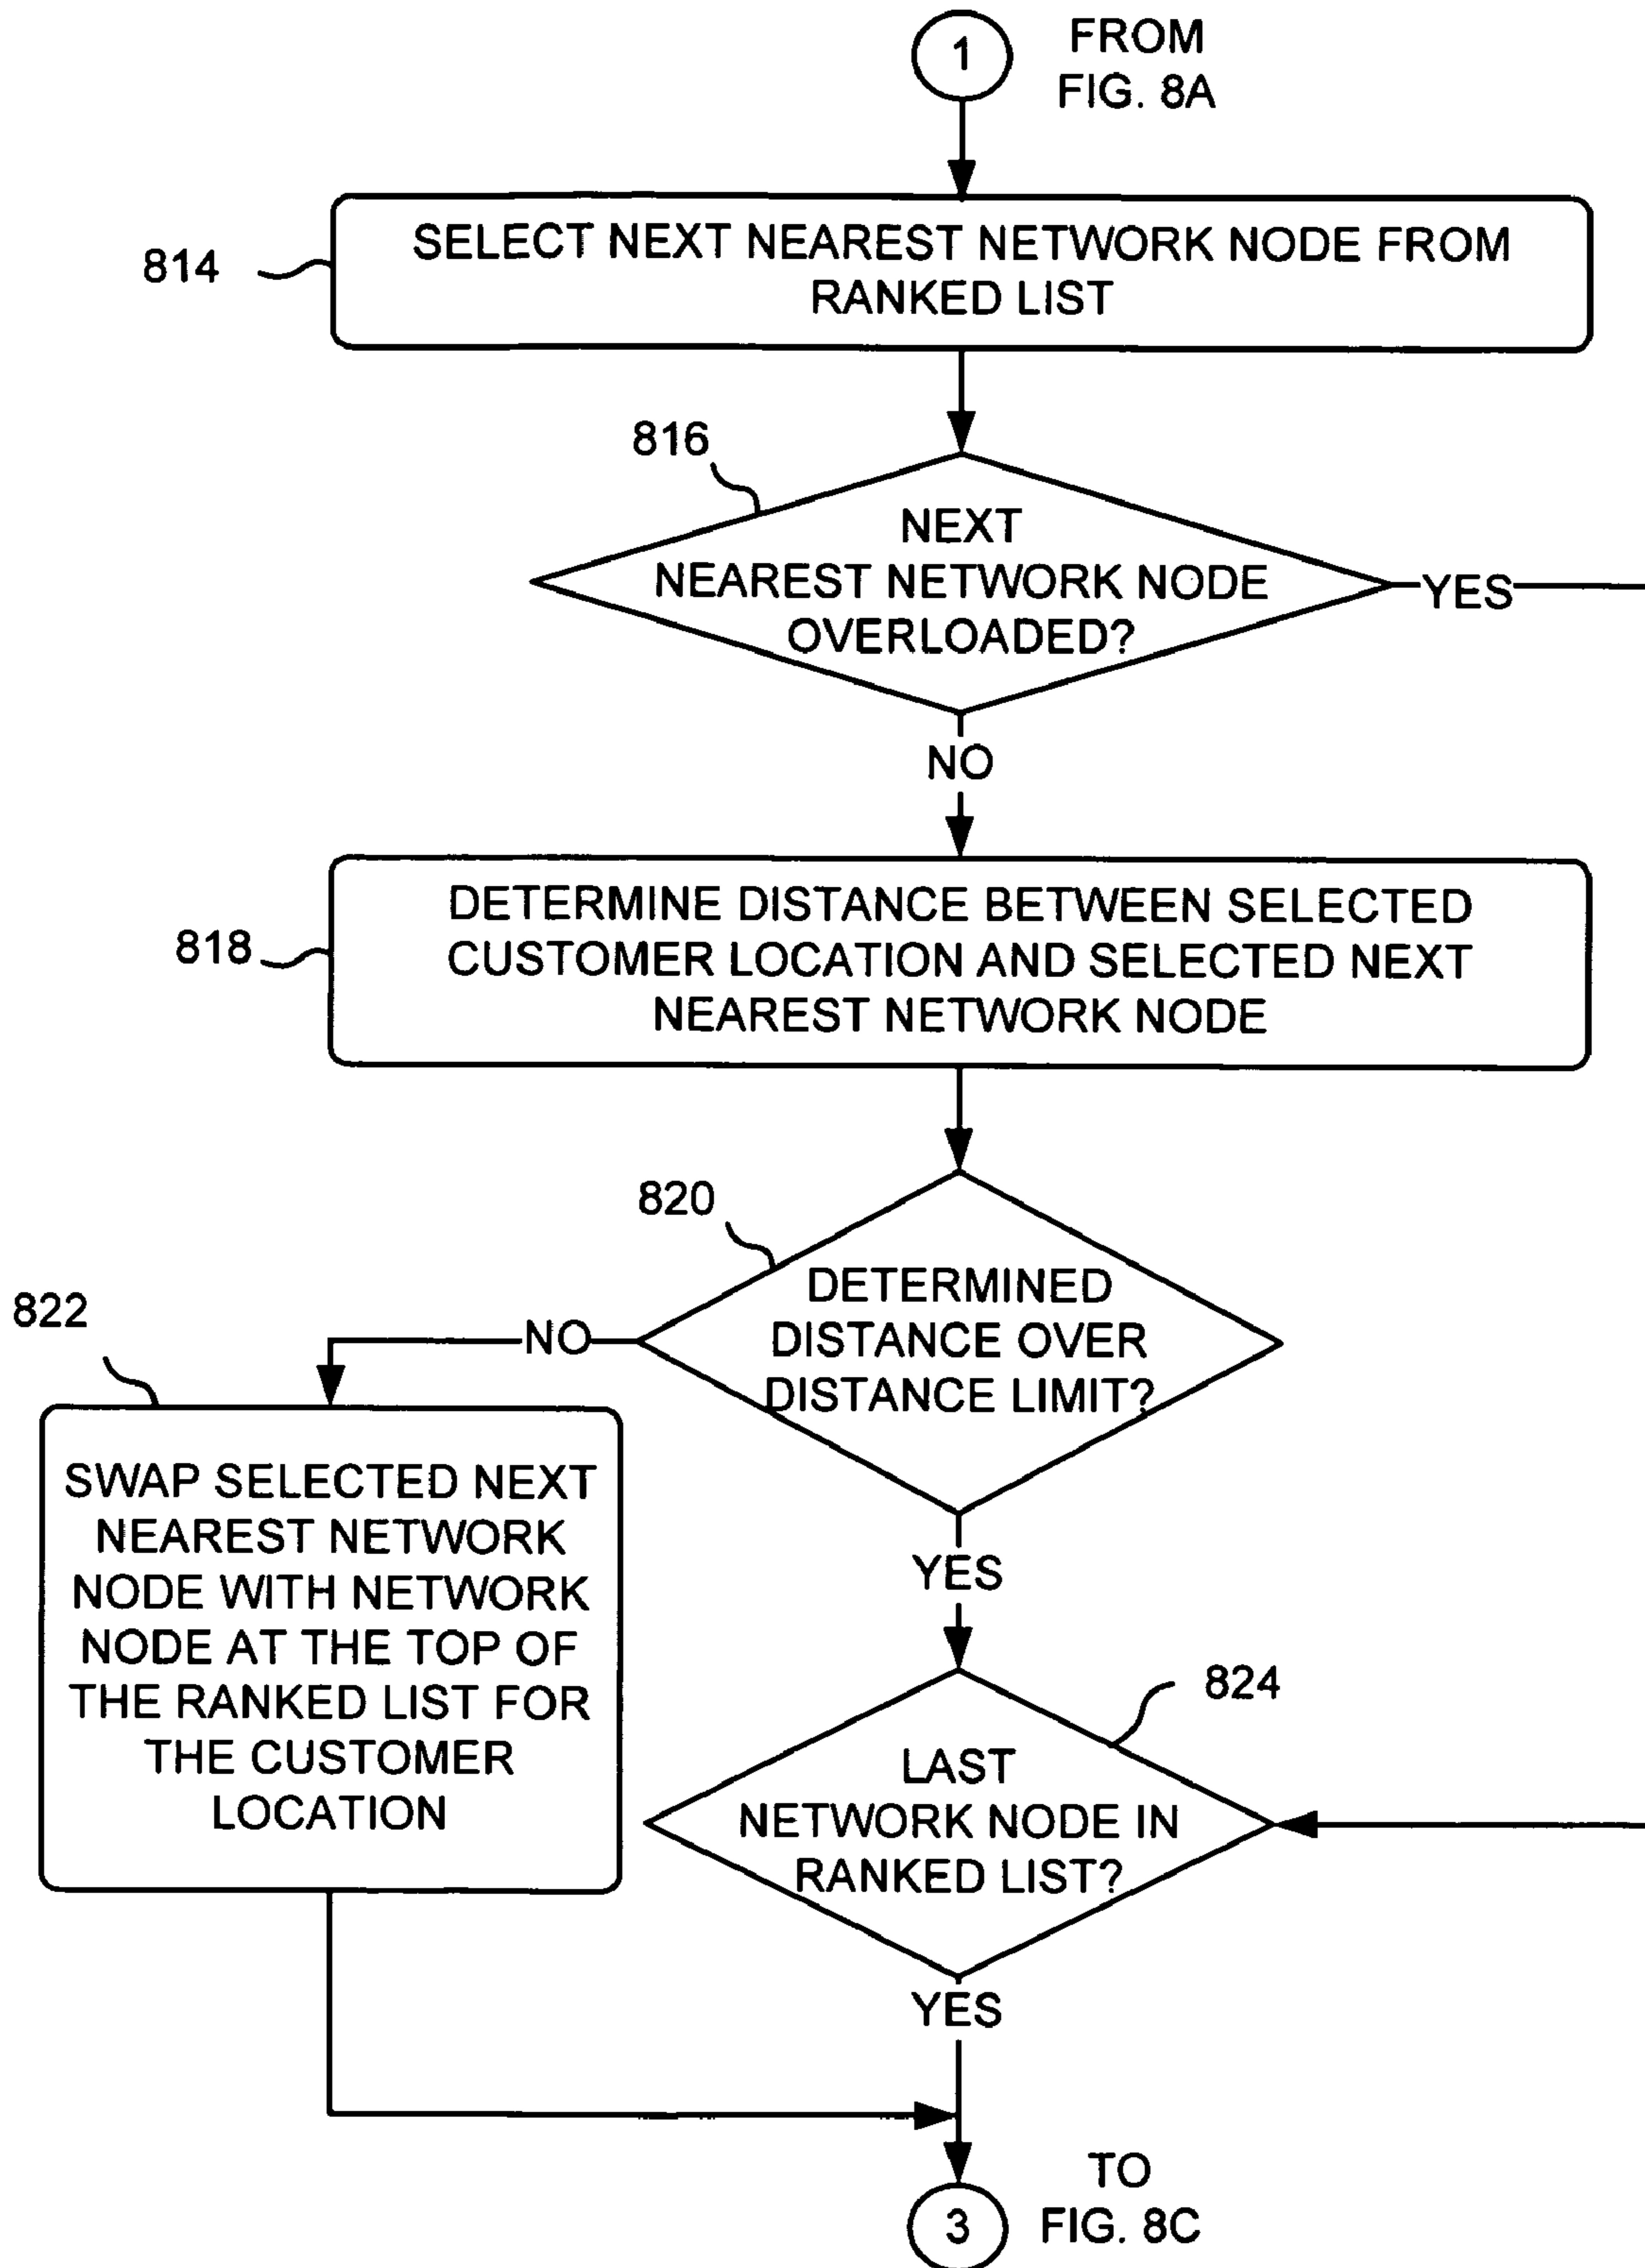 1
FROM
FIG. 8A
814
SELECT NEXT NEAREST NETWORK NODE FROM
RANKED LIST
816
NEXT
NEAREST NETWORK NODE
OVERLOADED?
YES
NO
818
DETERMINE DISTANCE BETWEEN SELECTED
CUSTOMER LOCATION AND SELECTED NEXT
NEAREST NETWORK NODE
820
DETERMINED
DISTANCE OVER
DISTANCE LIMIT?
NO
822
SWAP SELECTED NEXT
NEAREST NETWORK
NODE WITH NETWORK
NODE AT THE TOP OF
THE RANKED LIST FOR
THE CUSTOMER
LOCATION
YES
824
LAST
NETWORK NODE IN
RANKED LIST?
YES
3
TO
FIG. 8C